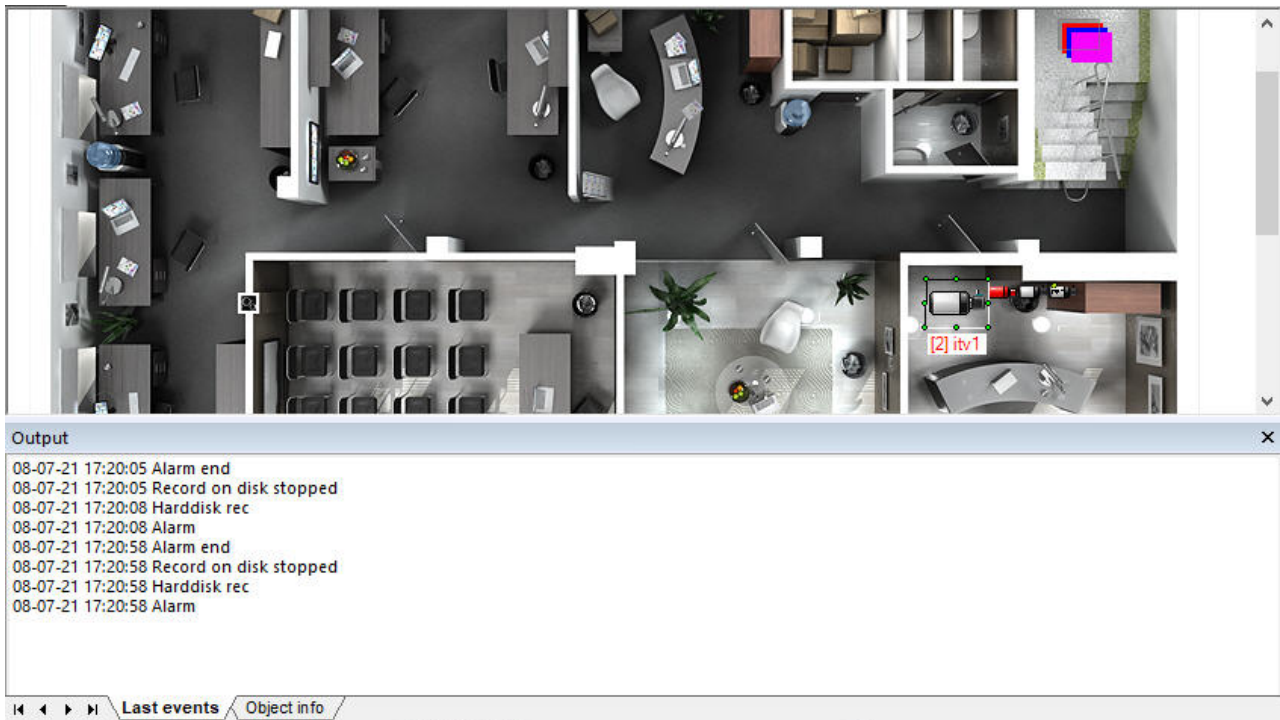 [2] itv1
Output
08-07-21 17:20:05 Alarm end
08-07-21 17:20:05 Record on disk stopped
08-07-21 17:20:08 Harddisk rec
08-07-21 17:20:08 Alarm
08-07-21 17:20:58 Alarm end
08-07-21 17:20:58 Record on disk stopped
08-07-21 17:20:58 Harddisk rec
08-07-21 17:20:58 Alarm
Last events
Object info